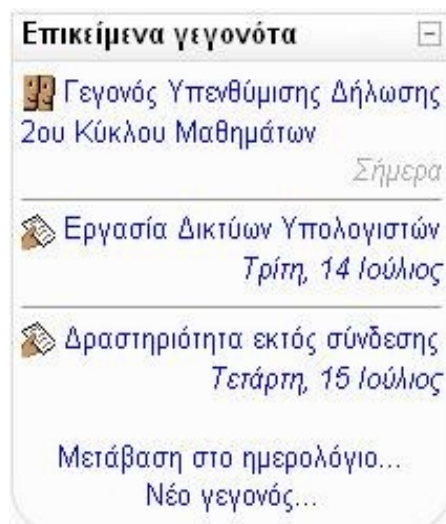 Επικείμενα γεγονότα
Γεγονός Υπενθύμισης Δήλωσης
2ου Κύκλου Μαθημάτων
Σήμερα
Εργασία Δικτύων Υπολογιστών
Τρίτη, 14 Ιούλιος
Δραστηριότητα εκτός σύνδεσης
Τετάρτη, 15 Ιούλιος
Μετάβαση στο ημερολόγιο...
Νέο γεγονός...